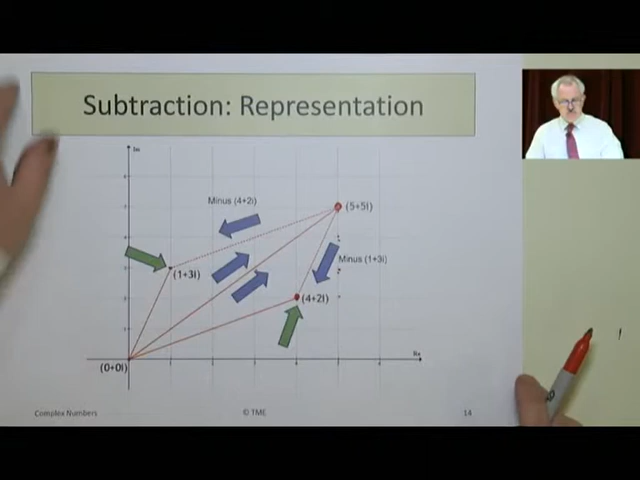 Subtraction: Representation
Im
Minus (4+2i)
(5+5i)
Minus (1+3i)
(1+3i)
(4+2i)
Re
(0+0i)
Complex Numbers
© TME
14